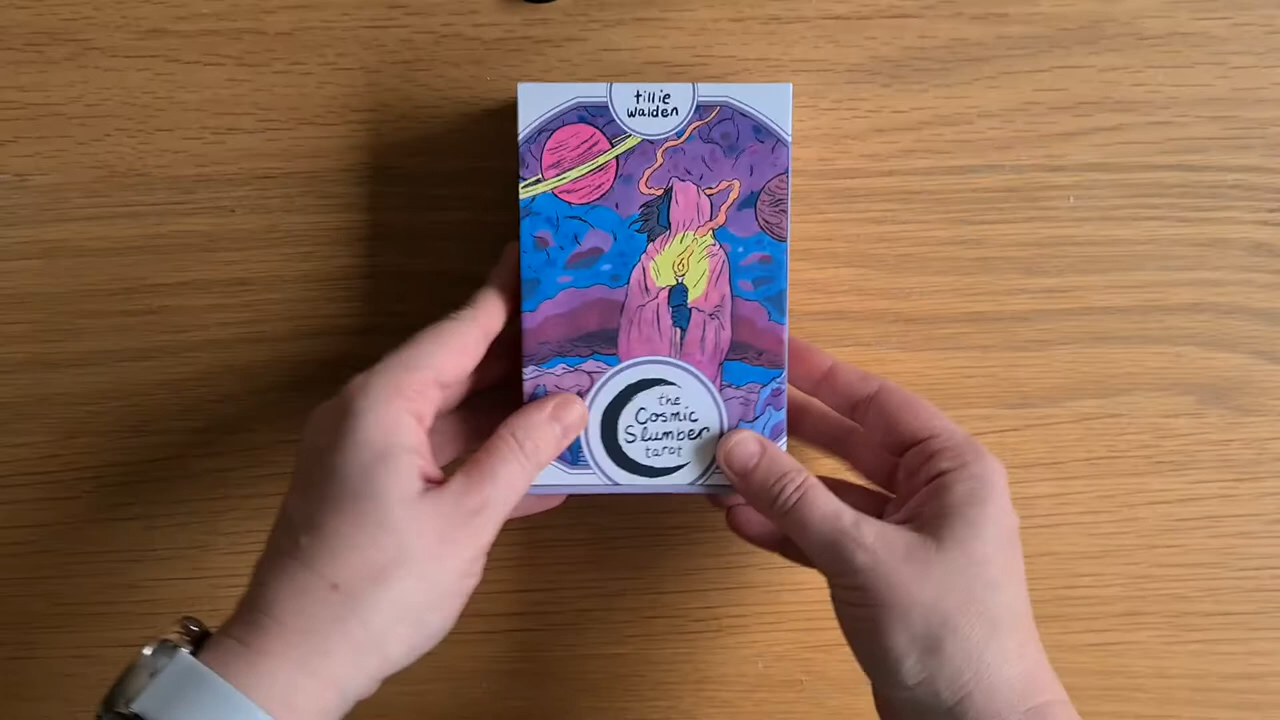 tillie
walden
the
Cosmic
Slumber
tarot